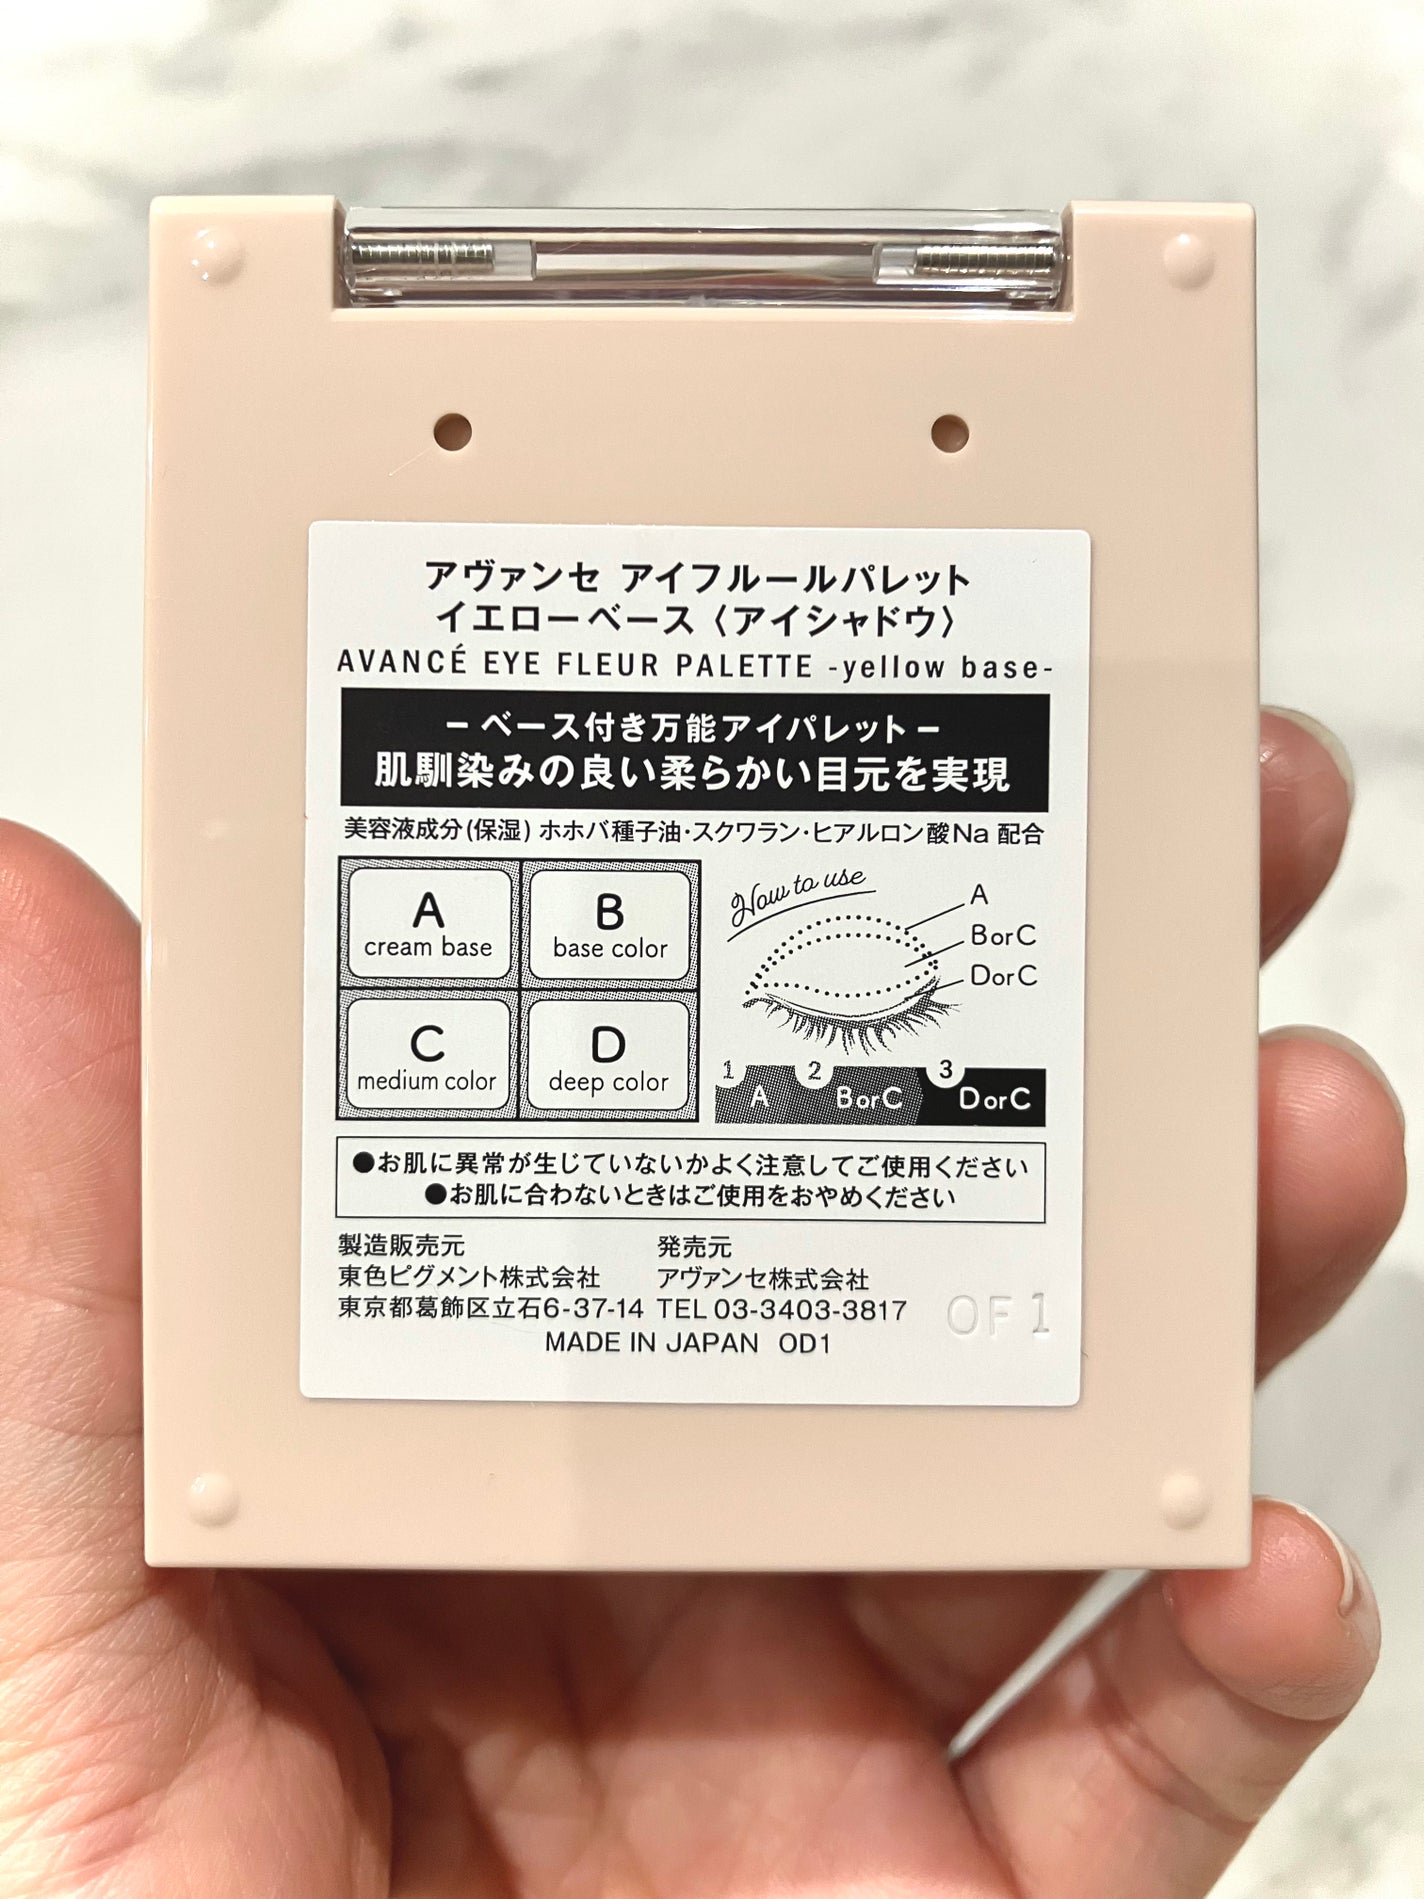 アヴァンセ アイフルールパレット
イエローベース〈アイシャドウ〉
AVANCÉ EYE FLEUR PALETTE -yellow base-
－ベース付き万能アイパレット－
肌馴染みの良い柔らかい目元を実現
美容液成分(保湿) ホホバ種子油・スクワラン・ヒアルロン酸Na 配合
A
cream base
B
base color
C
medium color
D
deep color
How to use
A
BorC
DorC
1 2 3
A BorC DorC
●お肌に異常が生じていないかよく注意してご使用ください
●お肌に合わないときはご使用をおやめください
製造販売元
東色ピグメント株式会社
東京都葛飾区立石6-37-14
発売元
アヴァンセ株式会社
TEL 03-3403-3817
MADE IN JAPAN OD1
OF1